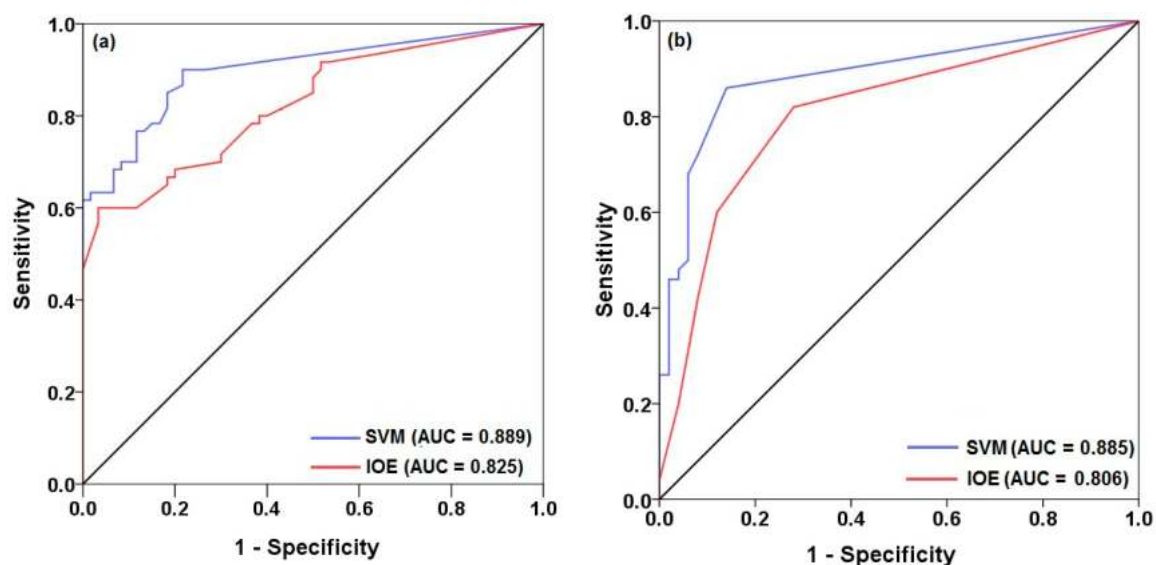 (a)
1.0
0.8
0.6
0.4
0.2
0.0
Sensitivity
SVM (AUC = 0.889)
IOE (AUC = 0.825)
0.0 0.2 0.4 0.6 0.8 1.0
1 - Specificity
(b)
1.0
0.8
0.6
0.4
0.2
0.0
Sensitivity
SVM (AUC = 0.885)
IOE (AUC = 0.806)
0.0 0.2 0.4 0.6 0.8 1.0
1 - Specificity